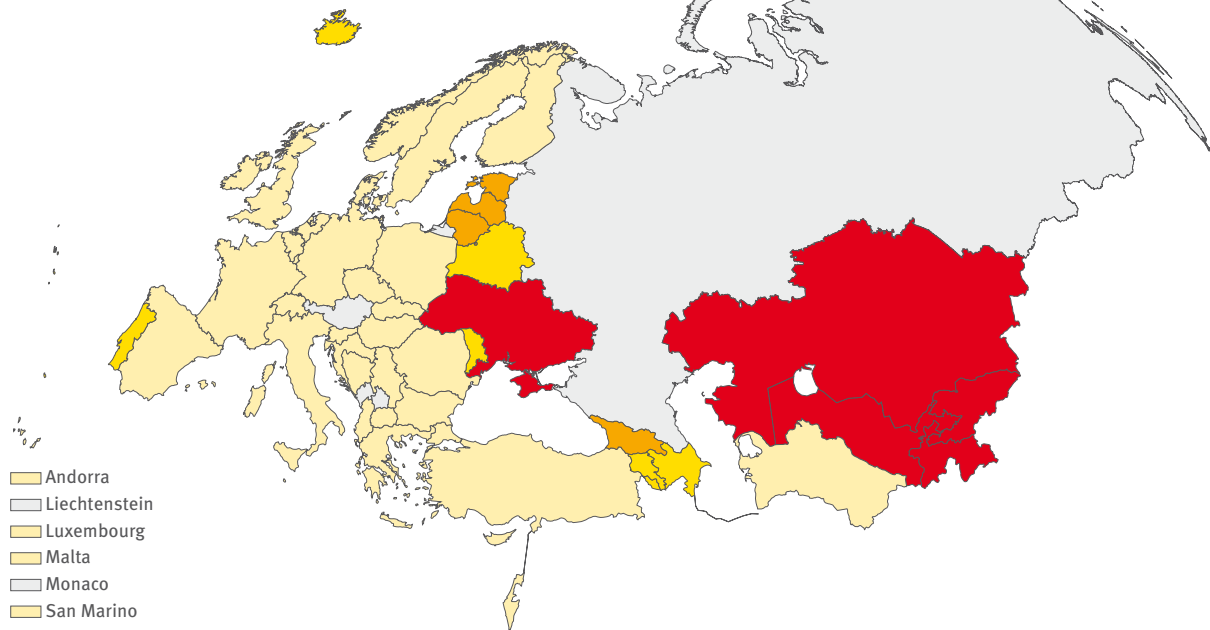 Andorra
Liechtenstein
Luxembourg
Malta
Monaco
San Marino